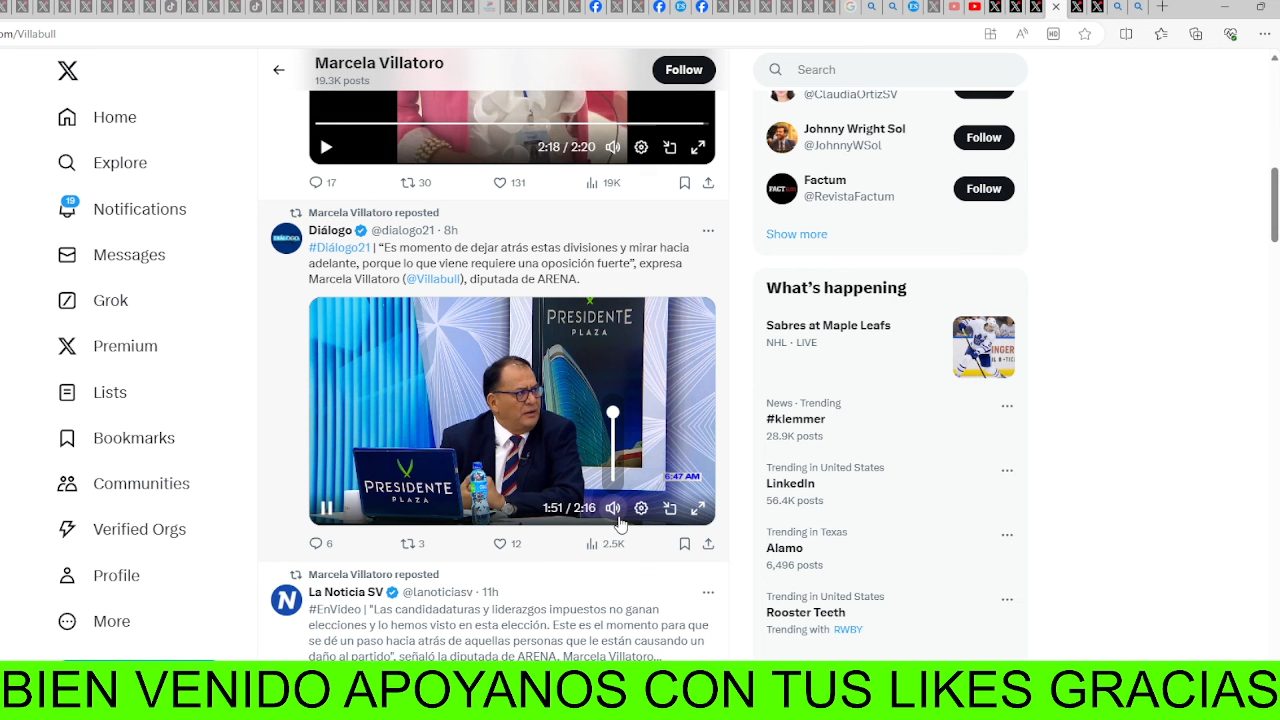 om/Villabull
HD
Marcela Villatoro
19.3K posts
Follow
Search
Home
Explore
19
Notifications
Messages
Grok
Premium
Lists
Bookmarks
Communities
Verified Orgs
Profile
More
2:18 / 2:20
17
30
131
19K
Marcela Villatoro reposted
Diálogo @dialogo21 · 8h
#Diálogo21 | “Es momento de dejar atrás estas divisiones y mirar hacia
adelante, porque lo que viene requiere una oposición fuerte”, expresa
Marcela Villatoro (@Villabull), diputada de ARENA.
DIÁLOGO
PRESIDENTE
PLAZA
PRESIDENTE
PLAZA
6:47 AM
1:51 / 2:16
6
3
12
2.5K
Marcela Villatoro reposted
La Noticia SV @lanoticiasv · 11h
#EnVideo | "Las candidadaturas y liderazgos impuestos no ganan
elecciones y lo hemos visto en esta elección. Este es el momento para que
se dé un paso hacia atrás de aquellas personas que le están causando un
daño al partido", señaló la diputada de ARENA, Marcela Villatoro...
@ClaudiaOrtizSV
Johnny Wright Sol
@JohnnyWSol
Follow
Factum
@RevistaFactum
Follow
Show more
What’s happening
Sabres at Maple Leafs
NHL · LIVE
News · Trending
#klemmer
28.9K posts
Trending in United States
LinkedIn
56.4K posts
Trending in Texas
Alamo
6,496 posts
Trending in United States
Rooster Teeth
Trending with RWBY
BIEN VENIDO APOYANOS CON TUS LIKES GRACIAS